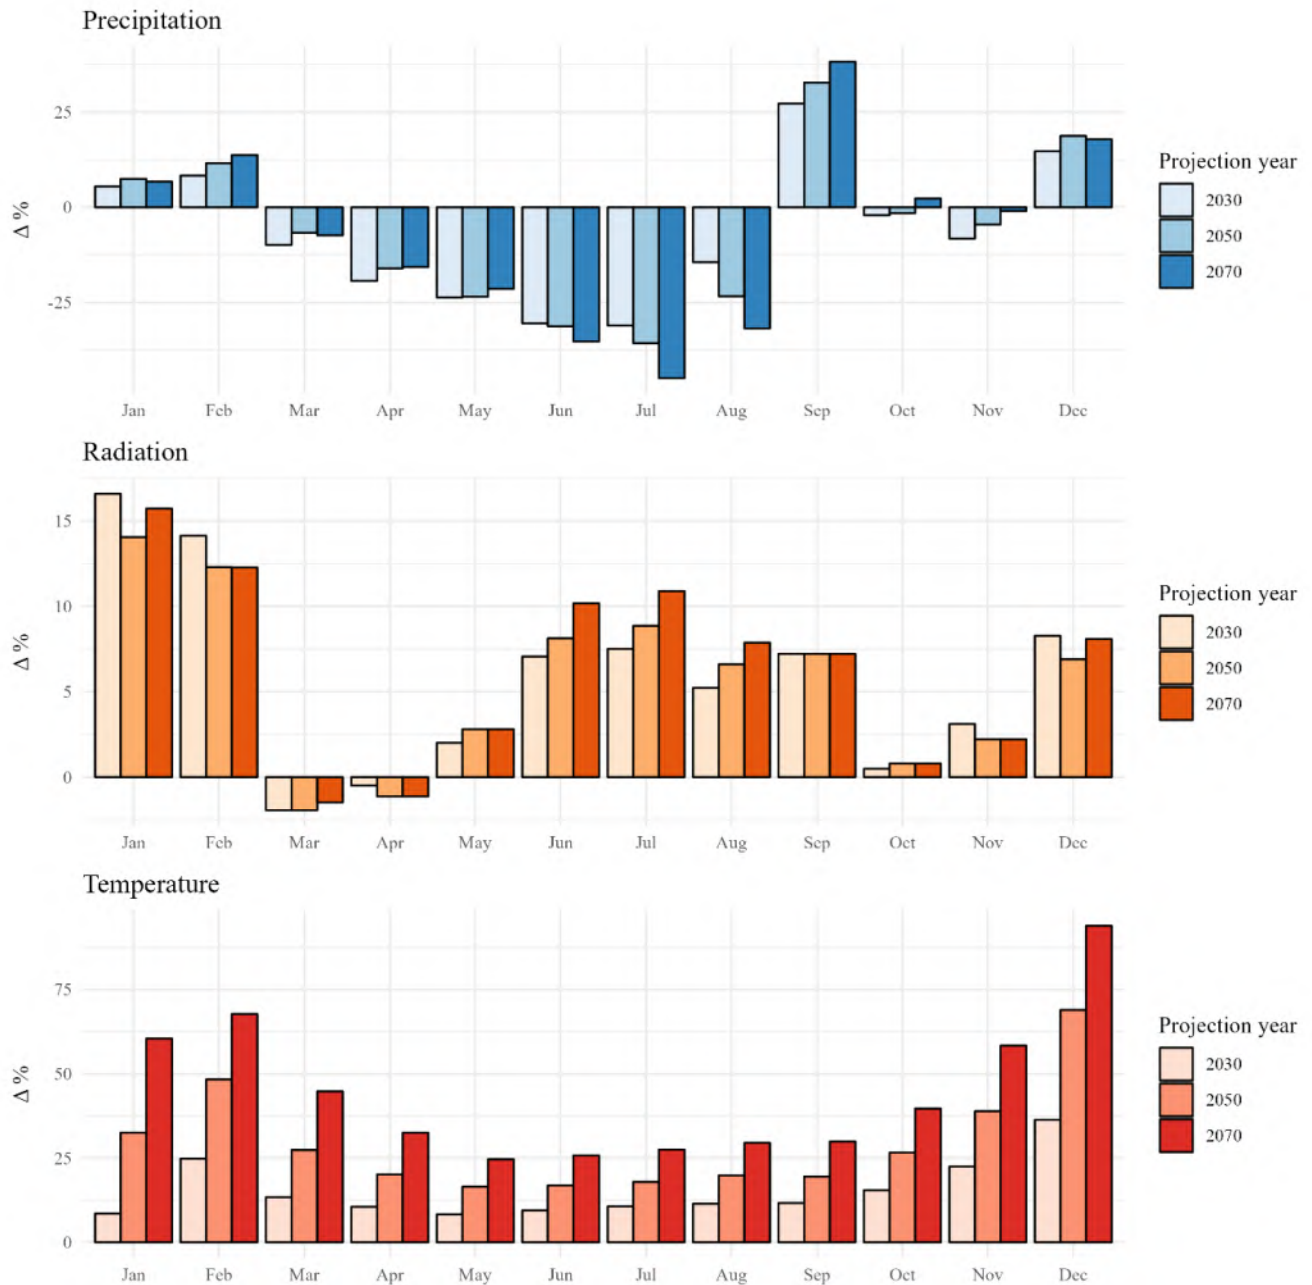 Precipitation
Δ %
25
0
-25
Jan Feb Mar Apr May Jun Jul Aug Sep Oct Nov Dec
Projection year
2030
2050
2070
Radiation
Δ %
15
10
5
0
Jan Feb Mar Apr May Jun Jul Aug Sep Oct Nov Dec
Projection year
2030
2050
2070
Temperature
Δ %
75
50
25
0
Jan Feb Mar Apr May Jun Jul Aug Sep Oct Nov Dec
Projection year
2030
2050
2070